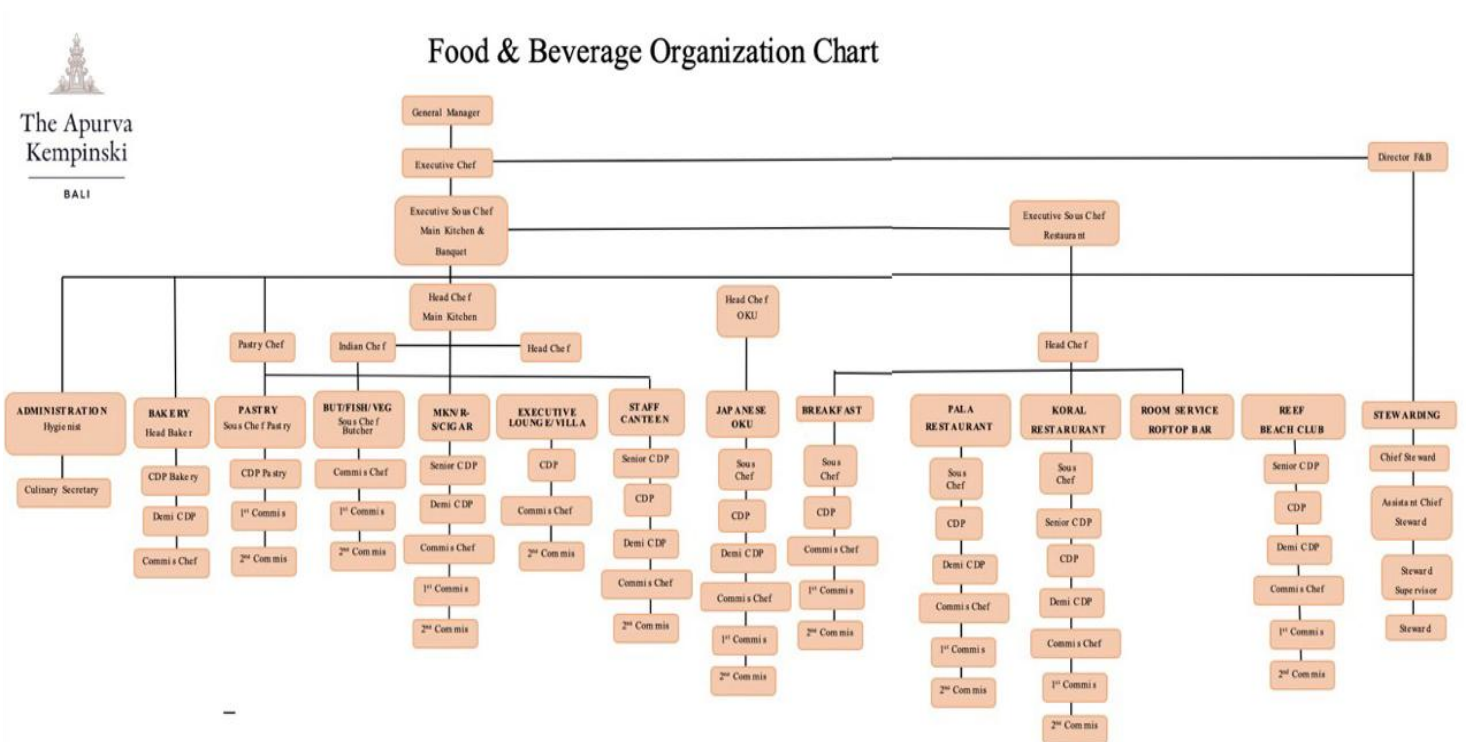 Food & Beverage Organization Chart
The Apurva
Kempinski
BALI
General Manager
Executive Chef
Director F&B
Executive Sous Chef
Main Kitchen &
Banquet
Executive Sous Chef
Restaurant
Head Chef
Main Kitchen
Head Chef
OKU
Pastry Chef
Indian Chef
Head Chef
Head Chef
ADMINISTRATION
Hygienist
Culinary Secretary
BAKERY
Head Baker
CDP Bakery
Demi CDP
Commis Chef
PASTRY
Sous Chef Pastry
CDP Pastry
1st Commis
2nd Commis
BUT/FISH/VEG
Sous Chef
Butcher
Commis Chef
1st Commis
2nd Commis
MKN/R-
S/CIGAR
Senior CDP
Demi CDP
Commis Chef
1st Commis
2nd Commis
EXECUTIVE
LOUNGE/VILLA
CDP
Commis Chef
2nd Commis
STAFF
CANTEEN
Senior CDP
CDP
Demi CDP
Commis Chef
2nd Commis
JAPANESE
OKU
Sous
Chef
CDP
Demi CDP
Commis Chef
1st Commis
2nd Commis
BREAKFAST
Sous
Chef
CDP
Commis Chef
1st Commis
2nd Commis
PALA
RESTAURANT
Sous
Chef
CDP
Demi CDP
Commis Chef
1st Commis
2nd Commis
KORAL
RESTARURANT
Sous
Chef
Senior CDP
CDP
Demi CDP
Commis Chef
1st Commis
2nd Commis
ROOM SERVICE
ROFTOP BAR
REEF
BEACH CLUB
Senior CDP
CDP
Demi CDP
Commis Chef
1st Commis
2nd Commis
STEWARDING
Chief Steward
Assistant Chief
Steward
Steward
Supervisor
Steward